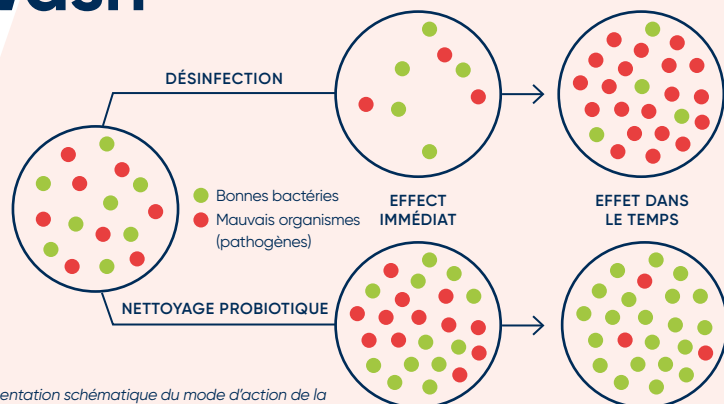 DÉSINFECTION
Bonnes bactéries
Mauvais organismes
(pathogènes)
EFFECT
IMMÉDIAT
EFFET DANS
LE TEMPS
NETTOYAGE PROBIOTIQUE
entation schématique du mode d'action de la